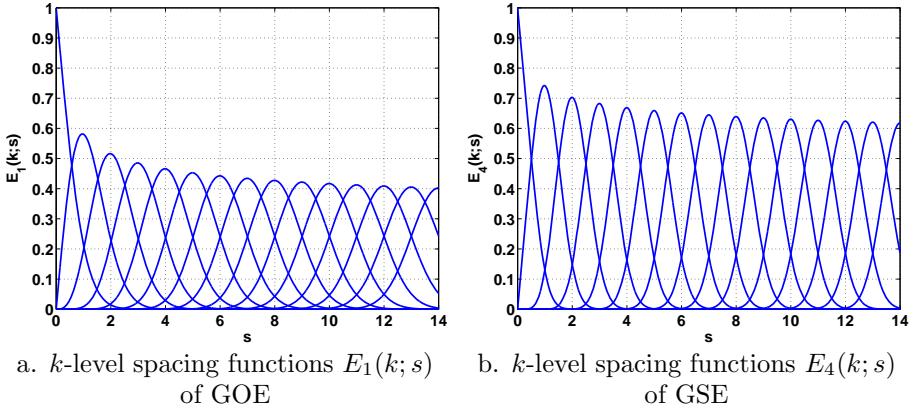 1
0.9
0.8
0.7
0.6
0.5
0.4
0.3
0.2
0.1
0
E₁(k;s)
0 2 4 6 8 10 12 14
s
a. k-level spacing functions E₁(k; s)
of GOE
1
0.9
0.8
0.7
0.6
0.5
0.4
0.3
0.2
0.1
0
E₄(k;s)
0 2 4 6 8 10 12 14
s
b. k-level spacing functions E₄(k; s)
of GSE